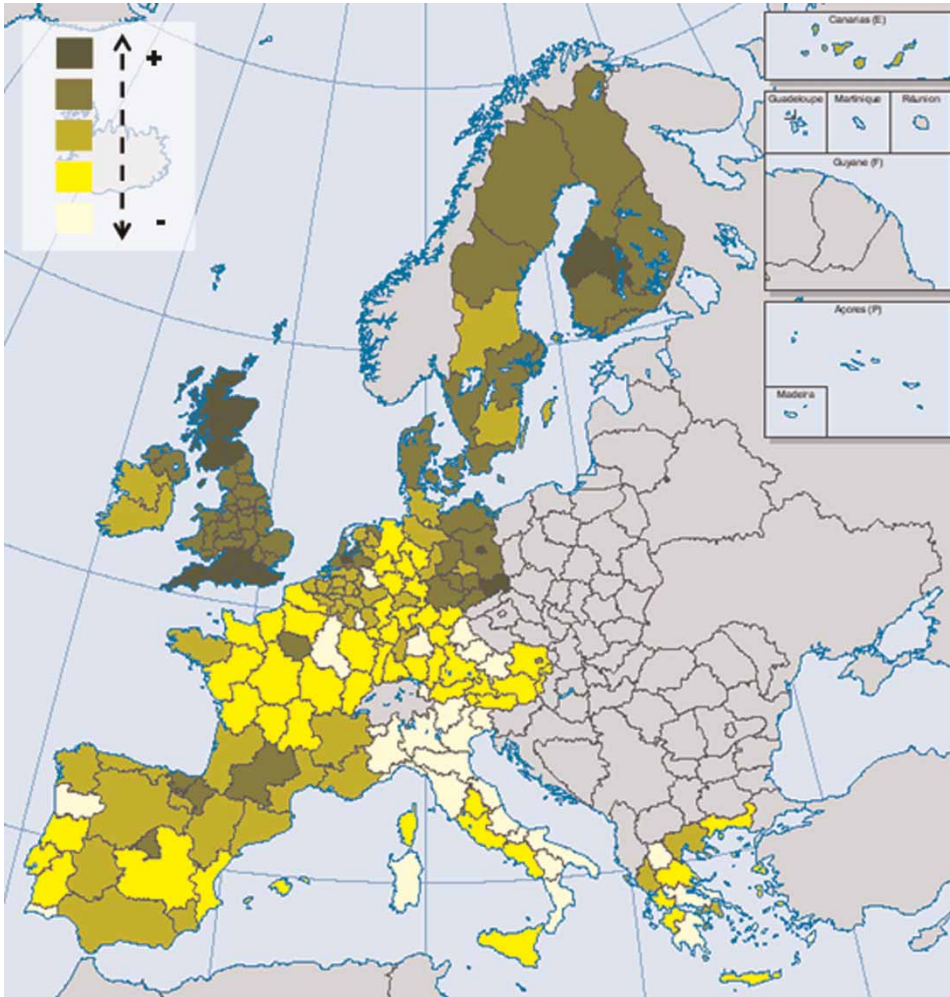 +
-
Canarias (E)
Guadeloupe
Martinique
Réunion
Guyane (F)
Açores (P)
Madeira